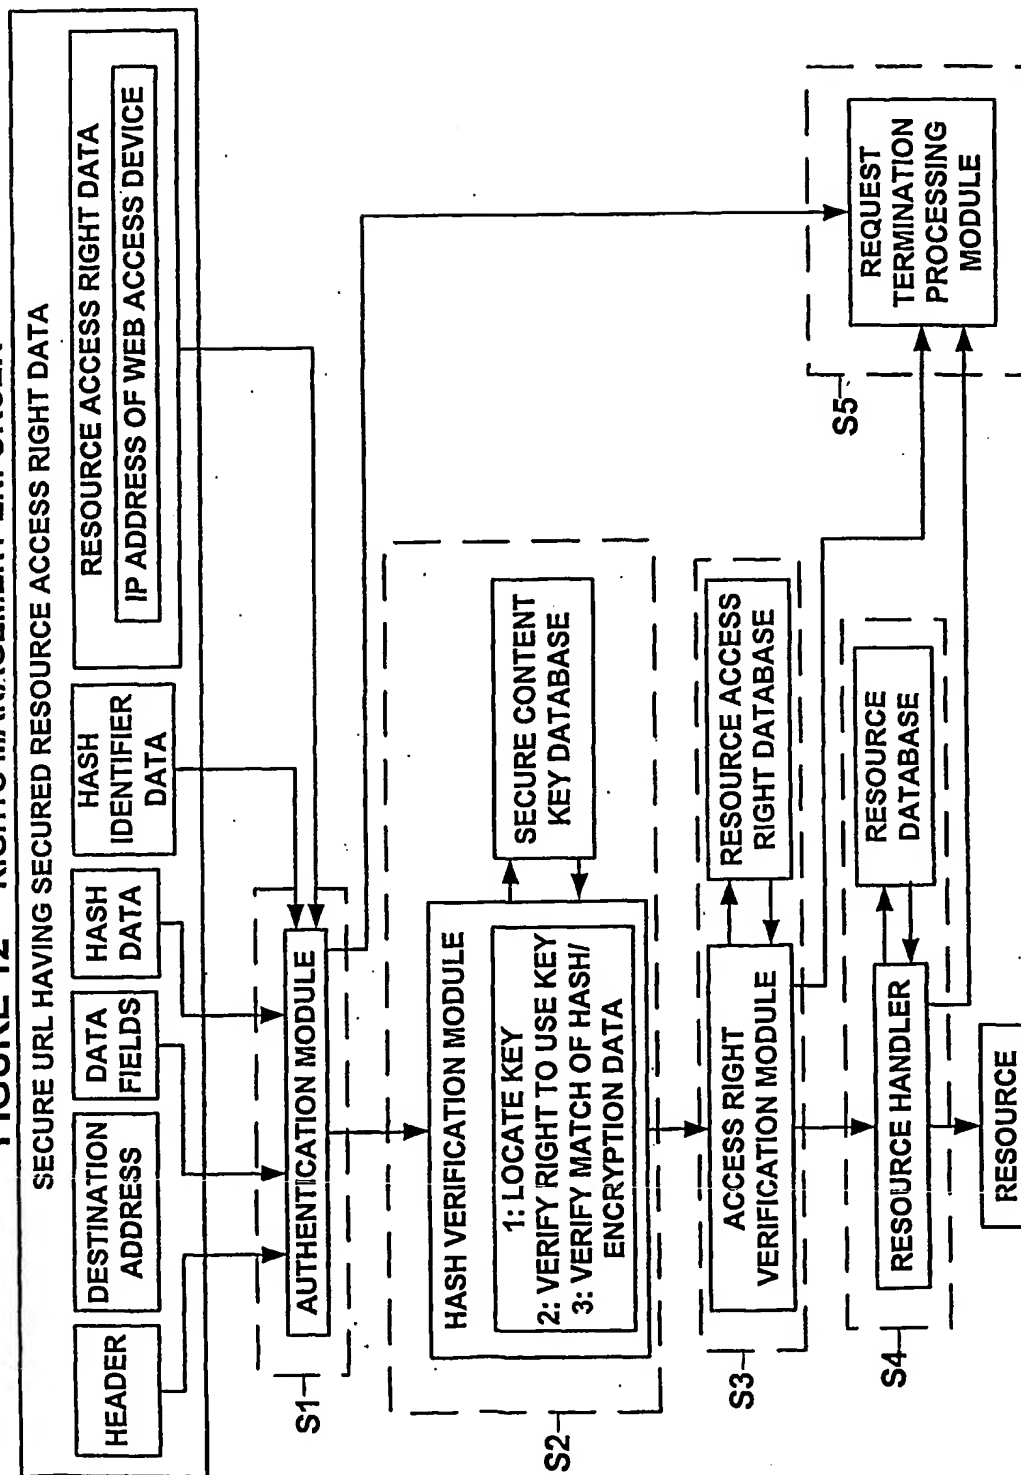 SECURE URL HAVING SECURED RESOURCE ACCESS RIGHT DATA
HEADER
DESTINATION
ADDRESS
DATA
FIELDS
HASH
DATA
HASH
IDENTIFIER
DATA
RESOURCE ACCESS RIGHT DATA
IP ADDRESS OF WEB ACCESS DEVICE
S1
AUTHENTICATION MODULE
S2
HASH VERIFICATION MODULE
1: LOCATE KEY
2: VERIFY RIGHT TO USE KEY
3: VERIFY MATCH OF HASH/
ENCRYPTION DATA
SECURE CONTENT
KEY DATABASE
S3
ACCESS RIGHT
VERIFICATION MODULE
RESOURCE ACCESS
RIGHT DATABASE
S4
RESOURCE HANDLER
RESOURCE
DATABASE
RESOURCE
S5
REQUEST
TERMINATION
PROCESSING
MODULE